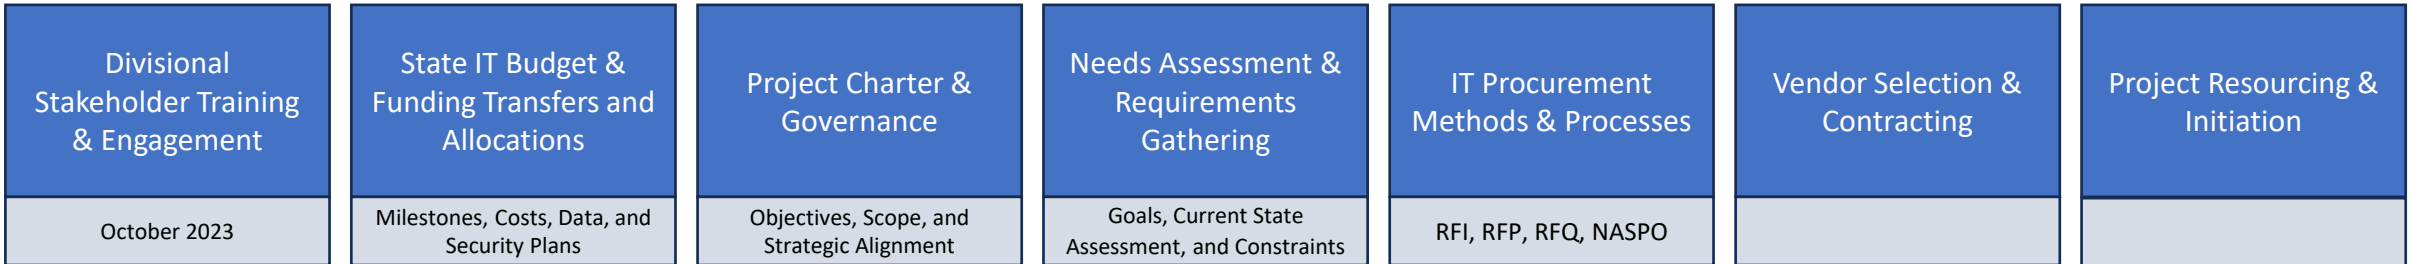 Divisional
Stakeholder Training
& Engagement
October 2023
State IT Budget &
Funding Transfers and
Allocations
Milestones, Costs, Data, and
Security Plans
Project Charter &
Governance
Objectives, Scope, and
Strategic Alignment
Needs Assessment &
Requirements
Gathering
Goals, Current State
Assessment, and Constraints
IT Procurement
Methods & Processes
RFI, RFP, RFQ, NASPO
Vendor Selection &
Contracting
Project Resourcing &
Initiation